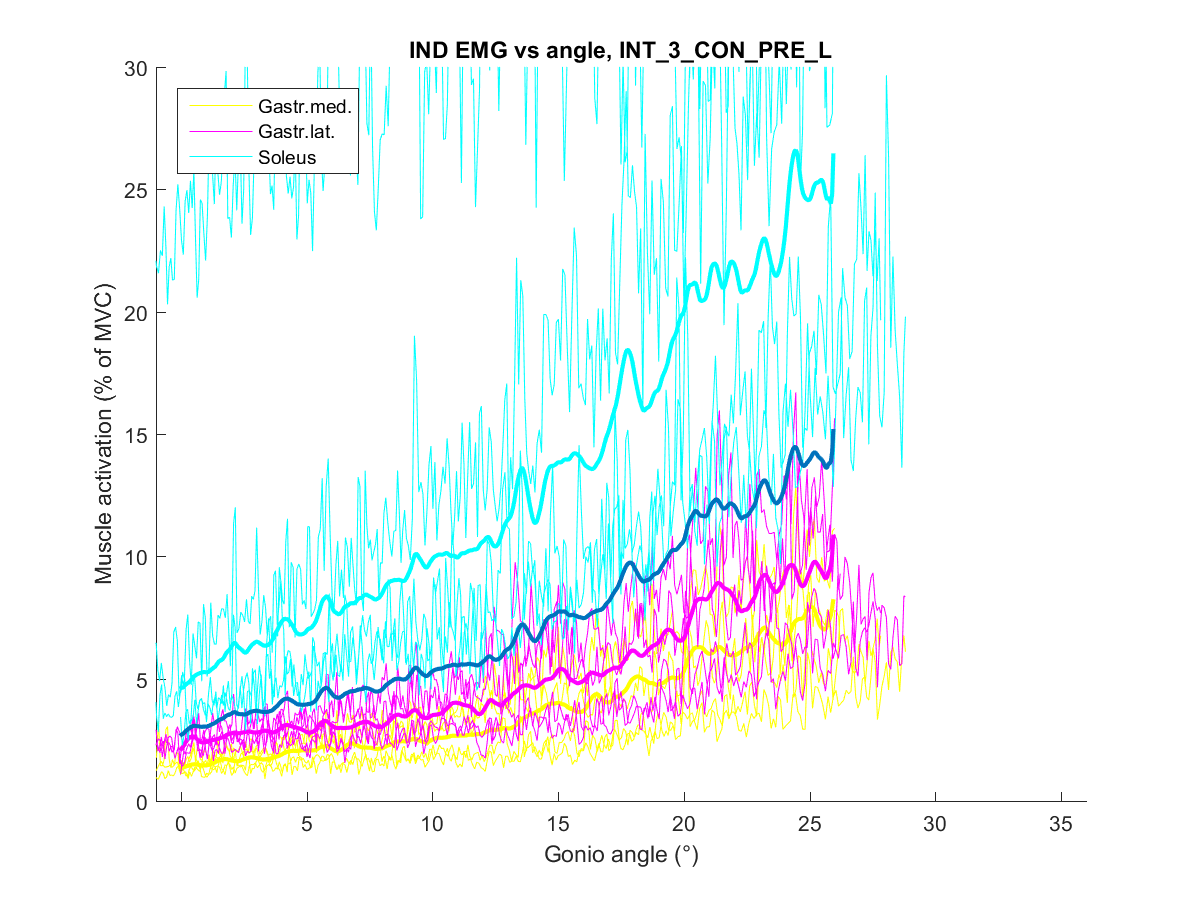 IND EMG vs angle, INT_3_CON_PRE_L
30
Gastr.med.
Gastr.lat.
Soleus
25
20
15
10
5
0
Muscle activation (% of MVC)
0 5 10 15 20 25 30 35
Gonio angle (°)